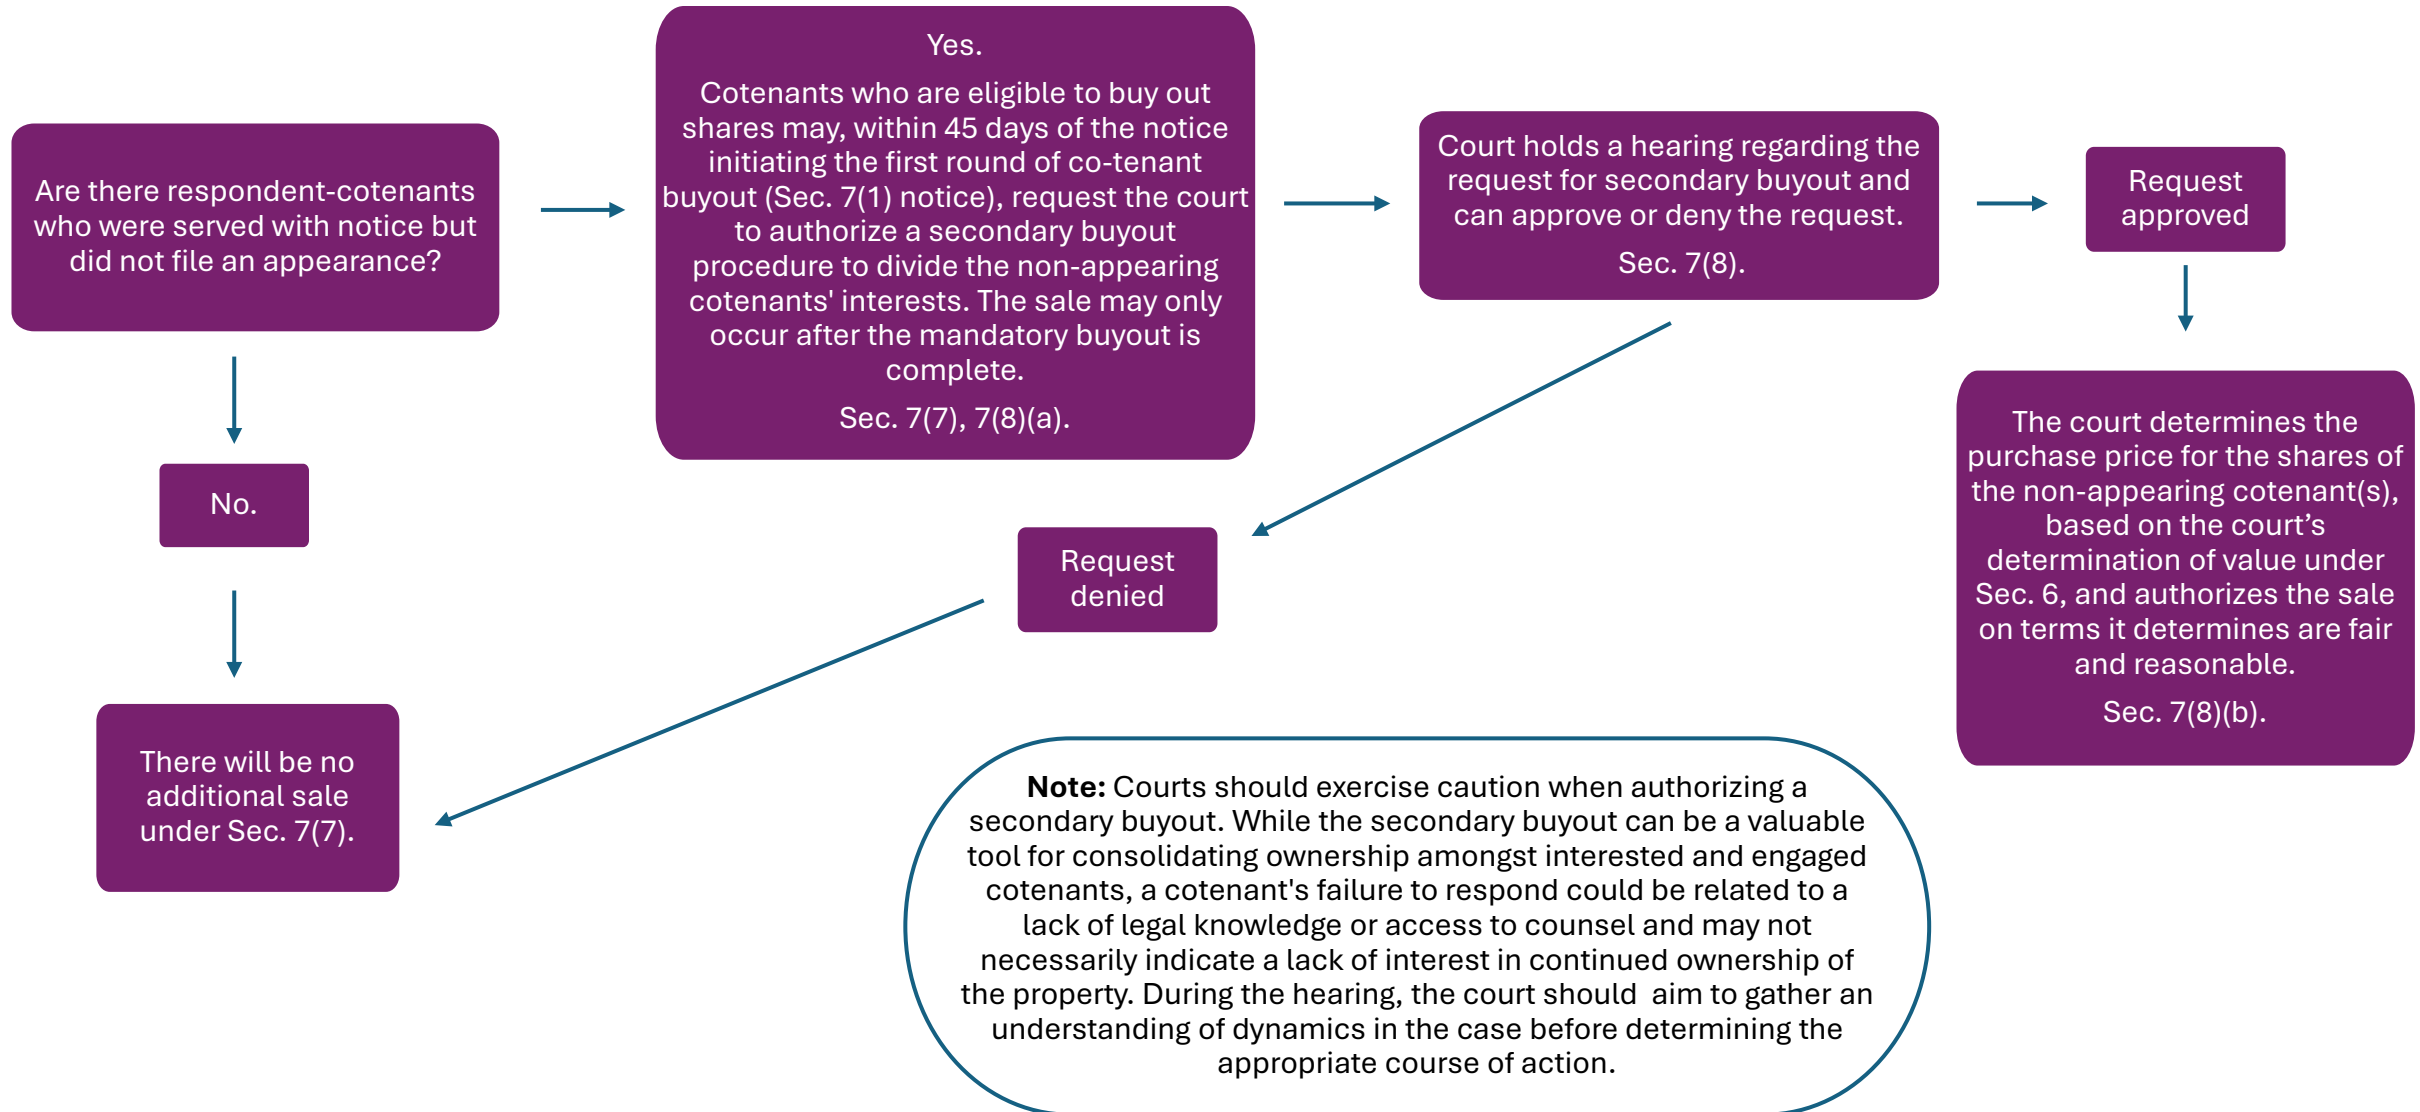 Are there respondent-cotenants
who were served with notice but
did not file an appearance?
Yes.
Cotenants who are eligible to buy out
shares may, within 45 days of the notice
initiating the first round of co-tenant
buyout (Sec. 7(1) notice), request the court
to authorize a secondary buyout
procedure to divide the non-appearing
cotenants' interests. The sale may only
occur after the mandatory buyout is
complete.
Sec. 7(7), 7(8)(a).
Court holds a hearing regarding the
request for secondary buyout and
can approve or deny the request.
Sec. 7(8).
Request
approved
The court determines the
purchase price for the shares of
the non-appearing cotenant(s),
based on the court’s
determination of value under
Sec. 6, and authorizes the sale
on terms it determines are fair
and reasonable.
Sec. 7(8)(b).
No.
Request
denied
There will be no
additional sale
under Sec. 7(7).
Note: Courts should exercise caution when authorizing a
secondary buyout. While the secondary buyout can be a valuable
tool for consolidating ownership amongst interested and engaged
cotenants, a cotenant's failure to respond could be related to a
lack of legal knowledge or access to counsel and may not
necessarily indicate a lack of interest in continued ownership of
the property. During the hearing, the court should  aim to gather an
understanding of dynamics in the case before determining the
appropriate course of action.